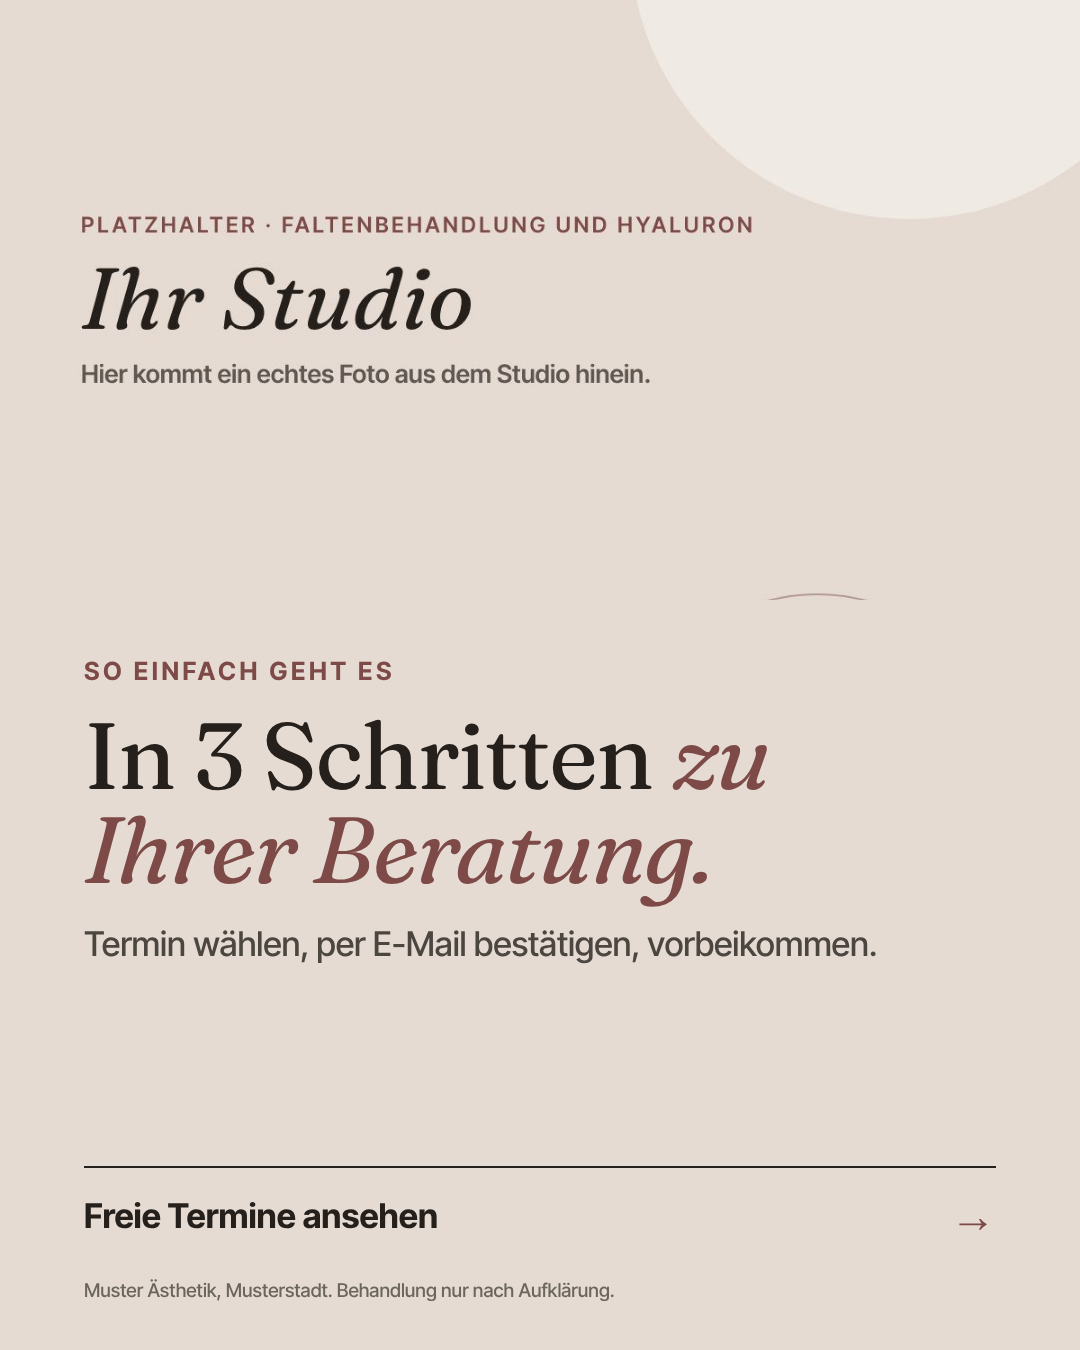 PLATZHALTER · FALTENBEHANDLUNG UND HYALURON
Ihr Studio
Hier kommt ein echtes Foto aus dem Studio hinein.
SO EINFACH GEHT ES
In 3 Schritten zu
Ihrer Beratung.
Termin wählen, per E-Mail bestätigen, vorbeikommen.
Freie Termine ansehen →
Muster Ästhetik, Musterstadt. Behandlung nur nach Aufklärung.